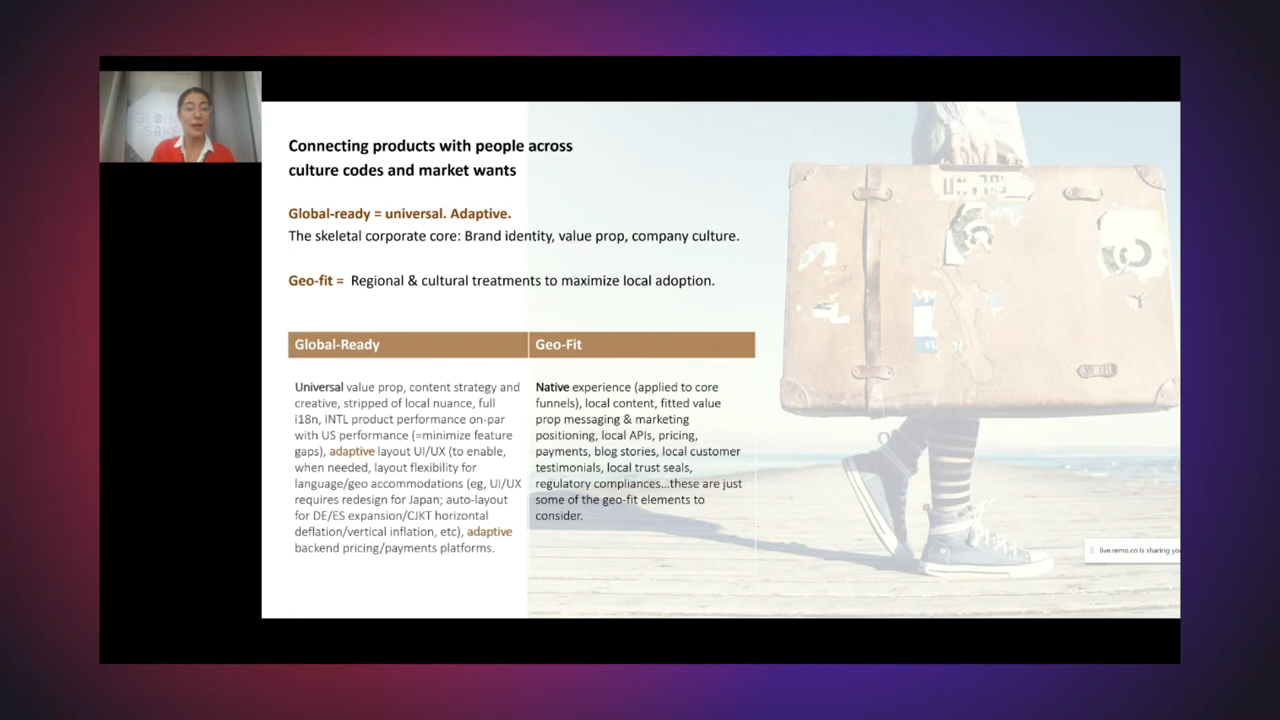 GLOBAL
Connecting products with people across
culture codes and market wants
Global-ready = universal. Adaptive.
The skeletal corporate core: Brand identity, value prop, company culture.
Geo-fit = Regional & cultural treatments to maximize local adoption.
Global-Ready
Universal value prop, content strategy and
creative, stripped of local nuance, full
i18n, INTL product performance on-par
with US performance (=minimize feature
gaps), adaptive layout UI/UX (to enable,
when needed, layout flexibility for
language/geo accommodations (eg, UI/UX
requires redesign for Japan; auto-layout
for DE/ES expansion/CJKT horizontal
deflation/vertical inflation, etc), adaptive
backend pricing/payments platforms.
Geo-Fit
Native experience (applied to core
funnels), local content, fitted value
prop messaging & marketing
positioning, local APIs, pricing,
payments, blog stories, local customer
testimonials, local trust seals,
regulatory compliances...these are just
some of the geo-fit elements to
consider.
live.remo.co is sharing